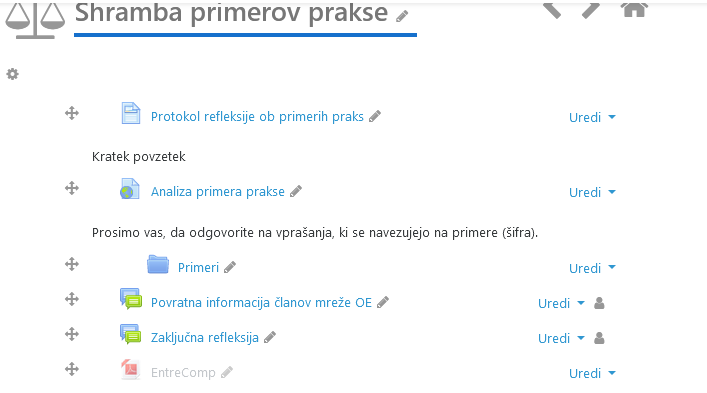 Shramba primerov prakse
Protokol refleksije ob primerih praks
Uredi
Kratek povzetek
Analiza primera prakse
Uredi
Prosimo vas, da odgovorite na vprašanja, ki se navezujejo na primere (šifra).
Primeri
Uredi
Povratna informacija članov mreže OE
Uredi
Zaključna refleksija
Uredi
EntreComp
Uredi